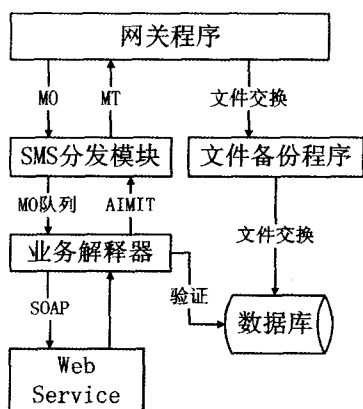 网关程序
MO
MT
文件交换
SMS分发模块
文件备份程序
MO队列
AIMIT
文件交换
业务解释器
验证
SOAP
数据库
Web
Service